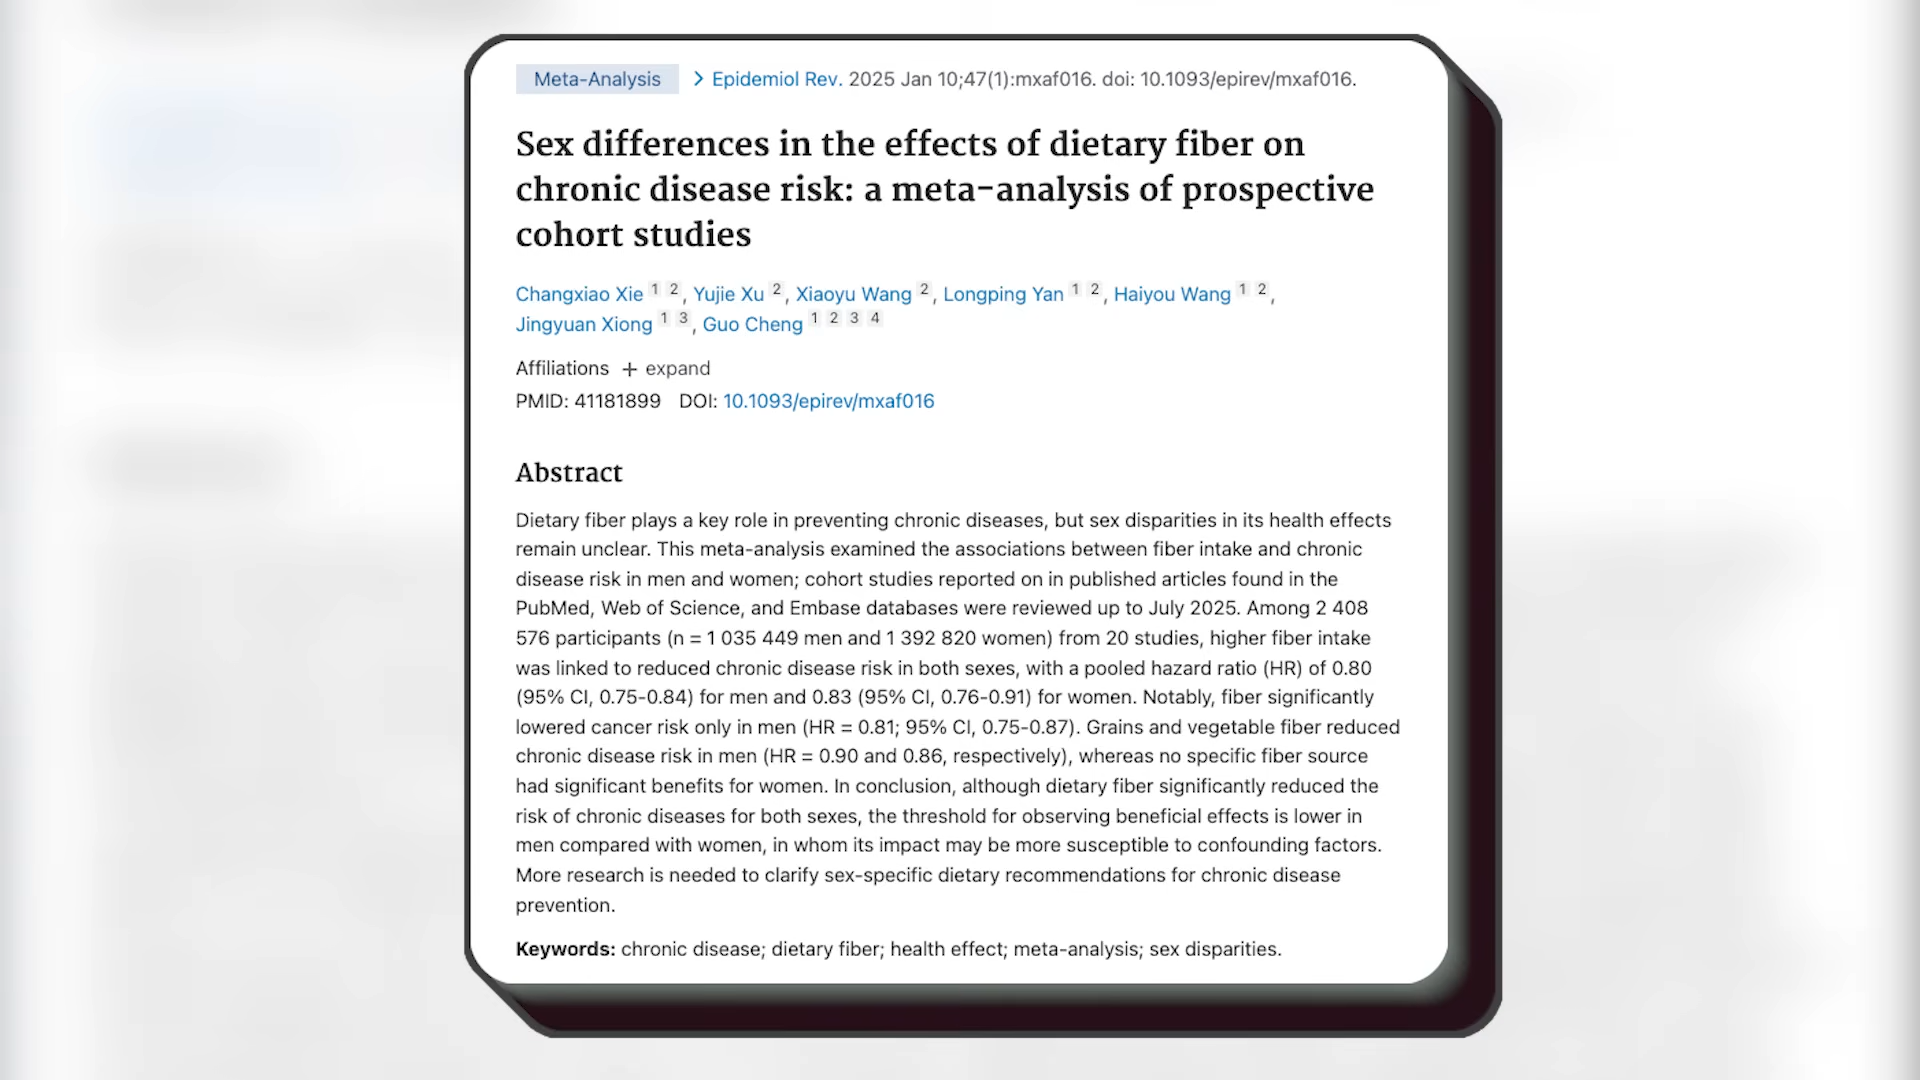 Meta-Analysis > Epidemiol Rev. 2025 Jan 10;47(1):mxaf016. doi: 10.1093/epirev/mxaf016.
Sex differences in the effects of dietary fiber on
chronic disease risk: a meta-analysis of prospective
cohort studies
Changxiao Xie 1 2, Yujie Xu 2, Xiaoyu Wang 2, Longping Yan 1 2, Haiyou Wang 1 2,
Jingyuan Xiong 1 3, Guo Cheng 1 2 3 4
Affiliations + expand
PMID: 41181899 DOI: 10.1093/epirev/mxaf016
Abstract
Dietary fiber plays a key role in preventing chronic diseases, but sex disparities in its health effects
remain unclear. This meta-analysis examined the associations between fiber intake and chronic
disease risk in men and women; cohort studies reported on in published articles found in the
PubMed, Web of Science, and Embase databases were reviewed up to July 2025. Among 2 408
576 participants (n = 1 035 449 men and 1 392 820 women) from 20 studies, higher fiber intake
was linked to reduced chronic disease risk in both sexes, with a pooled hazard ratio (HR) of 0.80
(95% CI, 0.75-0.84) for men and 0.83 (95% CI, 0.76-0.91) for women. Notably, fiber significantly
lowered cancer risk only in men (HR = 0.81; 95% CI, 0.75-0.87). Grains and vegetable fiber reduced
chronic disease risk in men (HR = 0.90 and 0.86, respectively), whereas no specific fiber source
had significant benefits for women. In conclusion, although dietary fiber significantly reduced the
risk of chronic diseases for both sexes, the threshold for observing beneficial effects is lower in
men compared with women, in whom its impact may be more susceptible to confounding factors.
More research is needed to clarify sex-specific dietary recommendations for chronic disease
prevention.
Keywords: chronic disease; dietary fiber; health effect; meta-analysis; sex disparities.